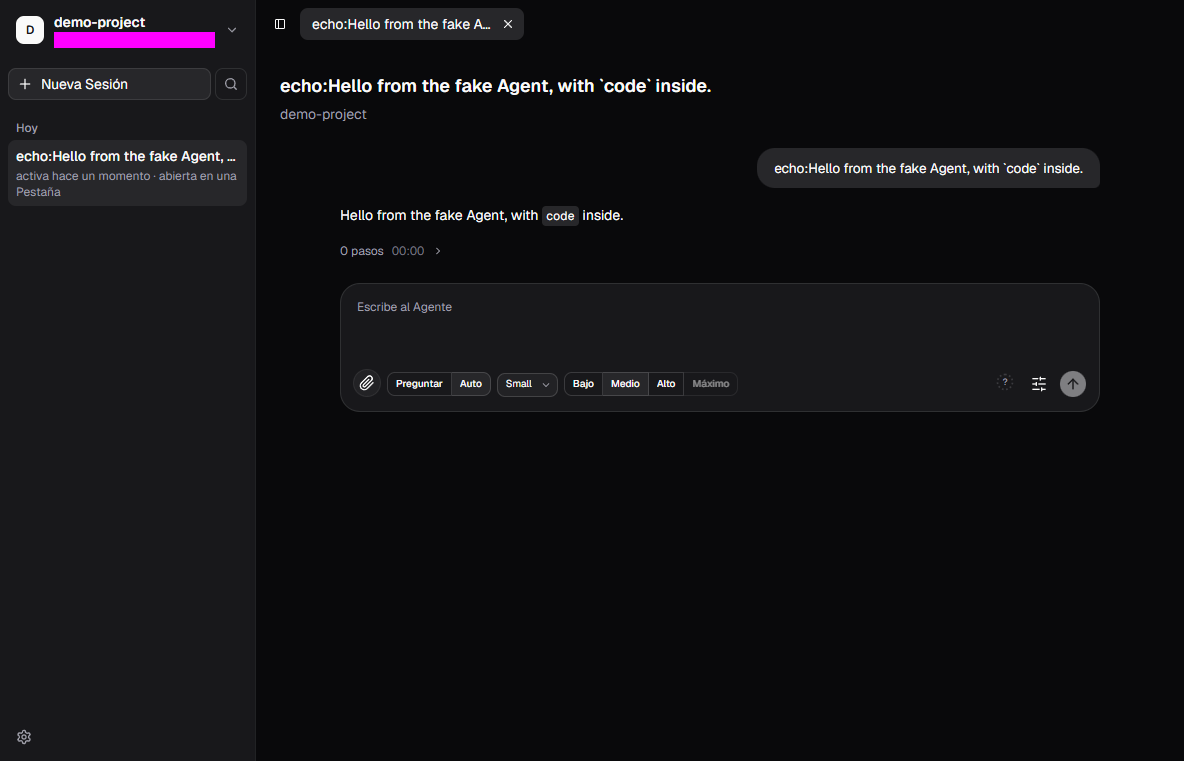 D
demo-project
Nueva Sesión
Hoy
echo:Hello from the fake Agent, ...
activa hace un momento · abierta en una
Pestaña
echo:Hello from the fake A...
echo:Hello from the fake Agent, with `code` inside.
demo-project
echo:Hello from the fake Agent, with `code` inside.
Hello from the fake Agent, with code inside.
0 pasos 00:00
Escribe al Agente
Preguntar Auto Small Bajo Medio Alto Máximo ?